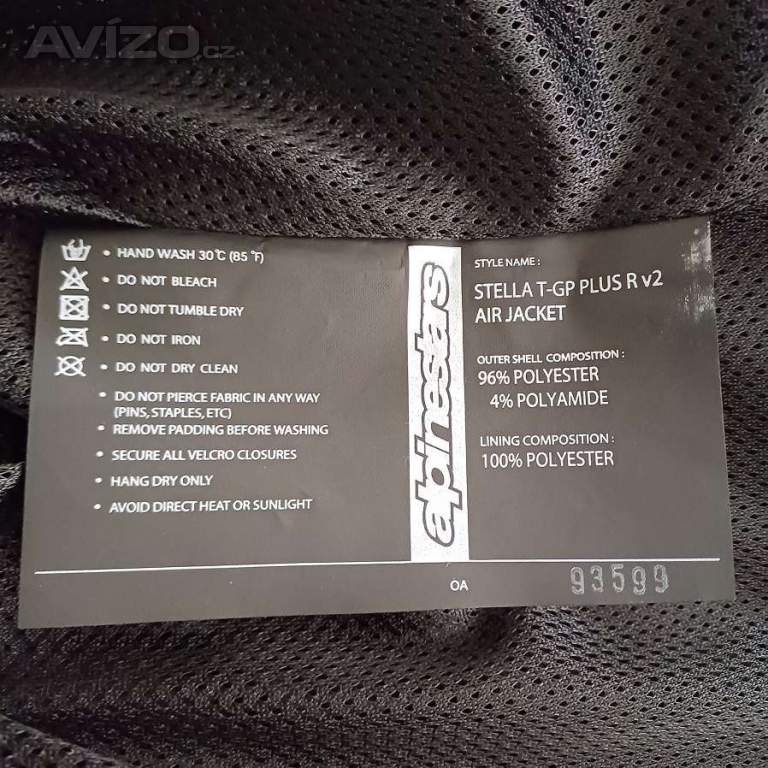 AVÍZO.cz
• HAND WASH 30℃ (85 ℉)
• DO NOT BLEACH
• DO NOT TUMBLE DRY
• DO NOT IRON
• DO NOT DRY CLEAN
• DO NOT PIERCE FABRIC IN ANY WAY
(PINS, STAPLES, ETC)
• REMOVE PADDING BEFORE WASHING
• SECURE ALL VELCRO CLOSURES
• HANG DRY ONLY
• AVOID DIRECT HEAT OR SUNLIGHT
alpinestars
STYLE NAME :
STELLA T-GP PLUS R v2
AIR JACKET
OUTER SHELL COMPOSITION :
96% POLYESTER
4% POLYAMIDE
LINING COMPOSITION :
100% POLYESTER
OA
93599